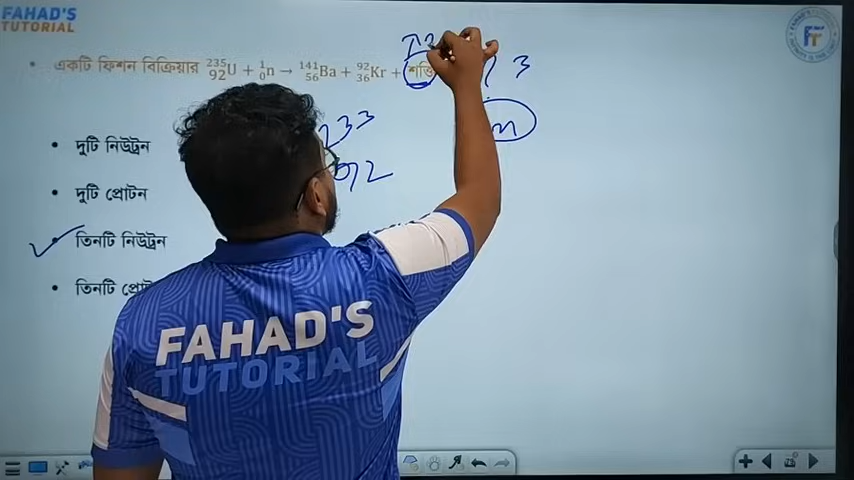 FAHAD'S
TUTORIAL
• একটি ফিশন বিক্রিয়ার ²³⁵₉₂U + ¹₀n → ¹⁴¹₅₆Ba + ⁹²₃₆Kr + শক্তি
233
92
3
n
• দুটি নিউট্রন
• দুটি প্রোটন
• তিনটি নিউট্রন
• তিনটি
FAHAD'S
TUTORIAL